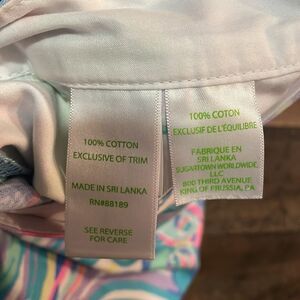 100% COTTON
EXCLUSIVE OF TRIM
MADE IN SRI LANKA
RN#88189
SEE REVERSE
FOR CARE
100% COTON
EXCLUSIF DE L'ÉQUILIBRE
FABRIQUE EN
SRI LANKA
SUGARTOWN WORLDWIDE,
LLC
800 THIRD AVENUE
KING OF PRUSSIA, PA